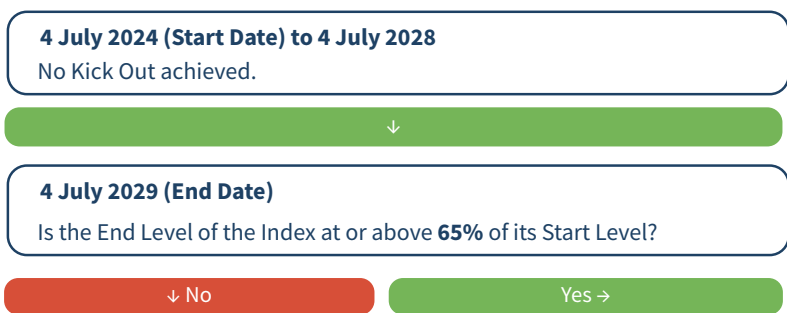 4 July 2024 (Start Date) to 4 July 2028
No Kick Out achieved.
↓
4 July 2029 (End Date)
Is the End Level of the Index at or above 65% of its Start Level?
↓ No
Yes →